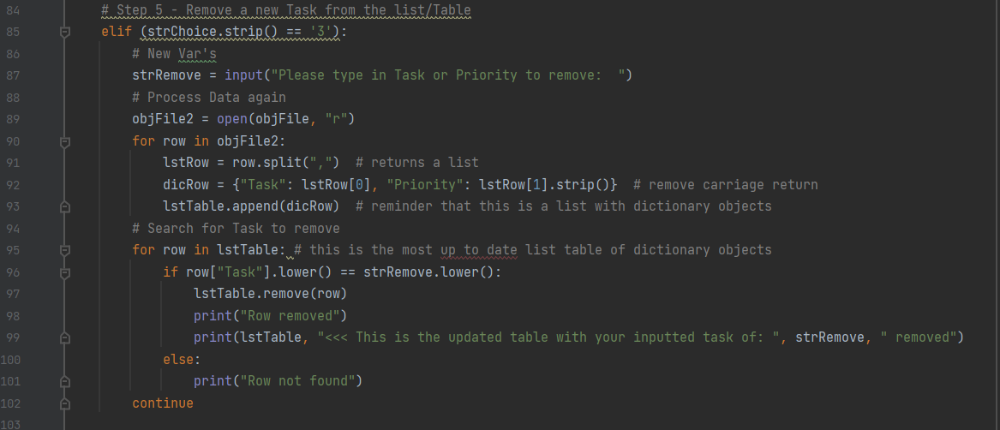 84 # Step 5 - Remove a new Task from the list/Table
85 elif (strChoice.strip() == '3'):
86 # New Var's
87 strRemove = input("Please type in Task or Priority to remove:  ")
88 # Process Data again
89 objFile2 = open(objFile, "r")
90 for row in objFile2:
91 lstRow = row.split(",")  # returns a list
92 dicRow = {"Task": lstRow[0], "Priority": lstRow[1].strip()}  # remove carriage return
93 lstTable.append(dicRow)  # reminder that this is a list with dictionary objects
94 # Search for Task to remove
95 for row in lstTable: # this is the most up to date list table of dictionary objects
96 if row["Task"].lower() == strRemove.lower():
97 lstTable.remove(row)
98 print("Row removed")
99 print(lstTable, "<<< This is the updated table with your inputted task of: ", strRemove, " removed")
100 else:
101 print("Row not found")
102 continue
103